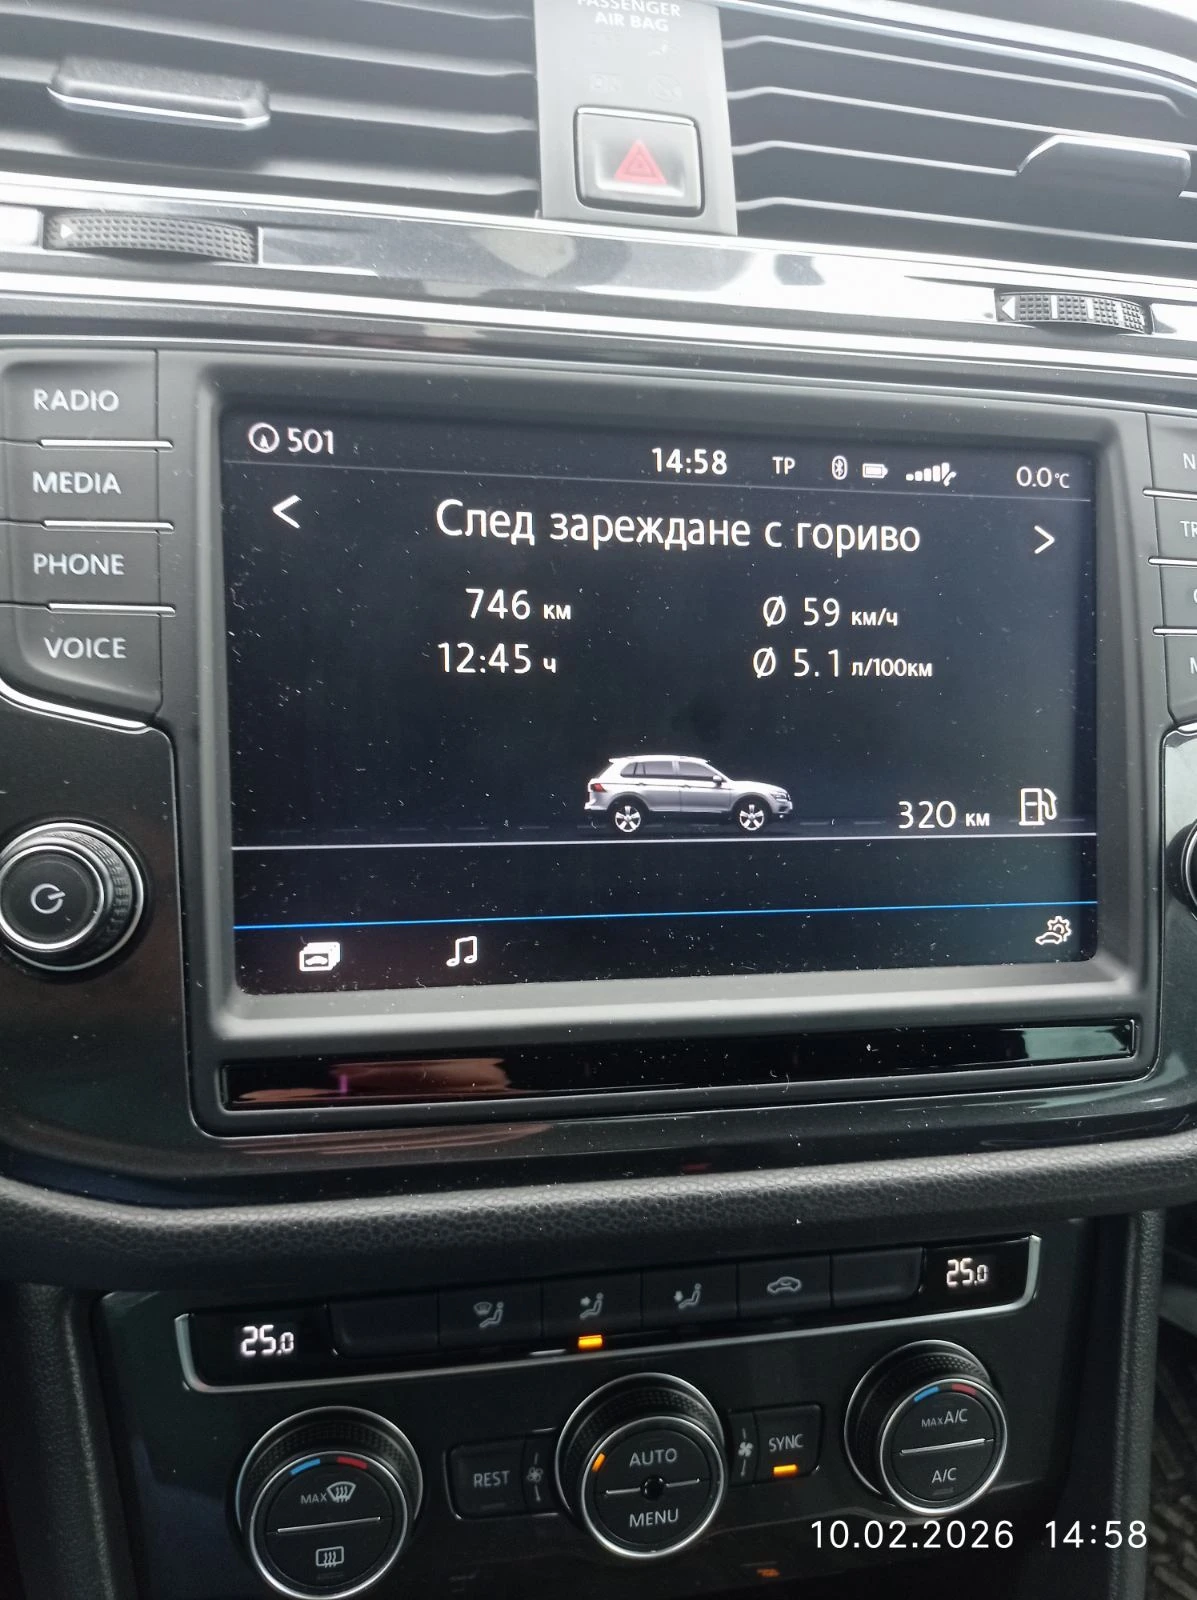 PASSENGER
AIR BAG
RADIO
MEDIA
PHONE
VOICE
501
14:58
TP
0.0°C
< След зареждане с гориво >
746 км
Ø 59 км/ч
12:45 ч
Ø 5.1 л/100км
320 км
25.0
25.0
MAX
REST
AUTO
MENU
SYNC
MAX A/C
A/C
10.02.2026 14:58